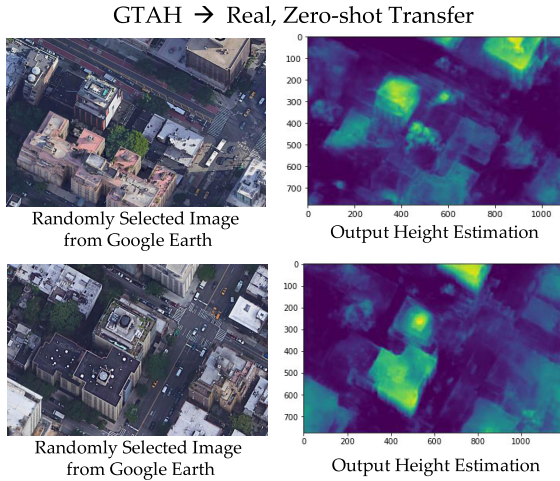 GTAH → Real, Zero-shot Transfer
0
100
200
300
400
500
600
700
0 200 400 600 800 1000
Randomly Selected Image
from Google Earth
Output Height Estimation
0
100
200
300
400
500
600
700
0 200 400 600 800 1000
Randomly Selected Image
from Google Earth
Output Height Estimation